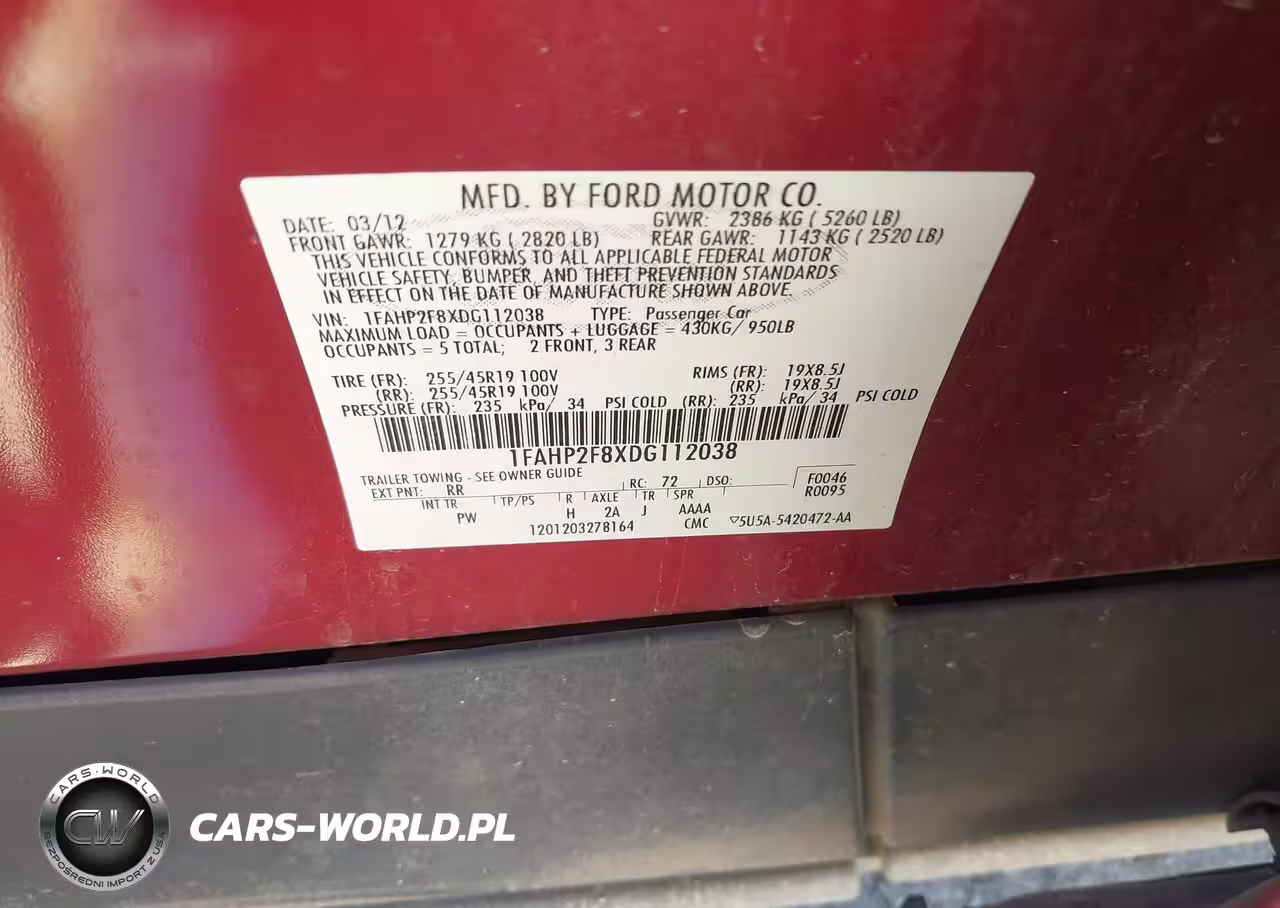 MFD. BY FORD MOTOR CO.
DATE: 03/12 GVWR: 2386 KG ( 5260 LB)
FRONT GAWR: 1279 KG ( 2820 LB) REAR GAWR: 1143 KG ( 2520 LB)
THIS VEHICLE CONFORMS TO ALL APPLICABLE FEDERAL MOTOR
VEHICLE SAFETY, BUMPER, AND THEFT PREVENTION STANDARDS
IN EFFECT ON THE DATE OF MANUFACTURE SHOWN ABOVE.
VIN: 1FAHP2F8XDG112038 TYPE: Passenger Car
MAXIMUM LOAD = OCCUPANTS + LUGGAGE = 430KG/ 950LB
OCCUPANTS = 5 TOTAL; 2 FRONT, 3 REAR
TIRE (FR): 255/45R19 100V RIMS (FR): 19X8.5J
(RR): 255/45R19 100V (RR): 19X8.5J
PRESSURE (FR): 235 kPa/ 34 PSI COLD (RR): 235 kPa/ 34 PSI COLD
1FAHP2F8XDG112038
TRAILER TOWING - SEE OWNER GUIDE
EXT PNT: RR RC: 72 DSO: F0046
R0095
INT TR TP/PS R AXLE TR SPR
PW H 2A J AAAA
1201203278164 CMC ▽5U5A-5420472-AA
CARS-WORLD
CW
BEZPOŚREDNI IMPORT Z USA
CARS-WORLD.PL